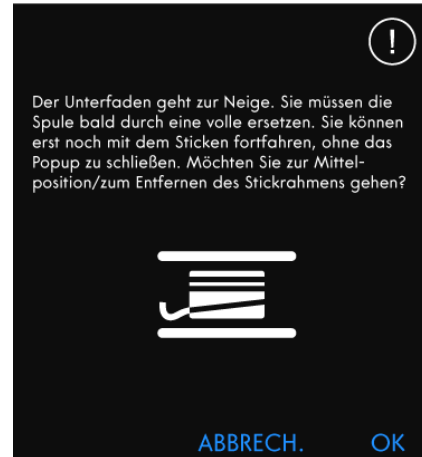 Der Unterfaden geht zur Neige. Sie müssen die
Spule bald durch eine volle ersetzen. Sie können
erst noch mit dem Sticken fortfahren, ohne das
Popup zu schließen. Möchten Sie zur Mittel-
position/zum Entfernen des Stickrahmens gehen?
ABBRECH. OK